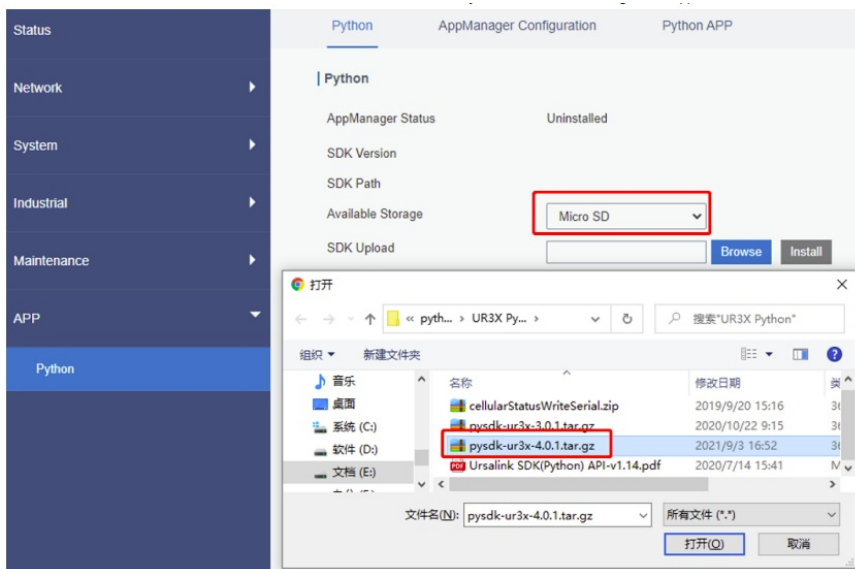 Status
Network
System
Industrial
Maintenance
APP
Python
Python AppManager Configuration Python APP
Python
AppManager Status Uninstalled
SDK Version
SDK Path
Available Storage Micro SD
SDK Upload Browse Install
打开
« pyth... › UR3X Py... › 搜索"UR3X Python"
组织 新建文件夹
音乐
桌面
系统 (C:)
软件 (D:)
文档 (E:)
名称 修改日期
cellularStatusWriteSerial.zip 2019/9/20 15:16
pysdk-ur3x-3.0.1.tar.gz 2020/10/22 9:15
pysdk-ur3x-4.0.1.tar.gz 2021/9/3 16:52
Ursalink SDK(Python) API-v1.14.pdf 2020/7/14 15:41
文件名(N): pysdk-ur3x-4.0.1.tar.gz 所有文件 (*.*)
打开(O) 取消